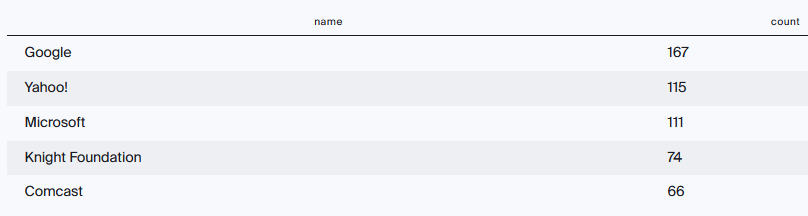 name count
Google 167
Yahoo! 115
Microsoft 111
Knight Foundation 74
Comcast 66